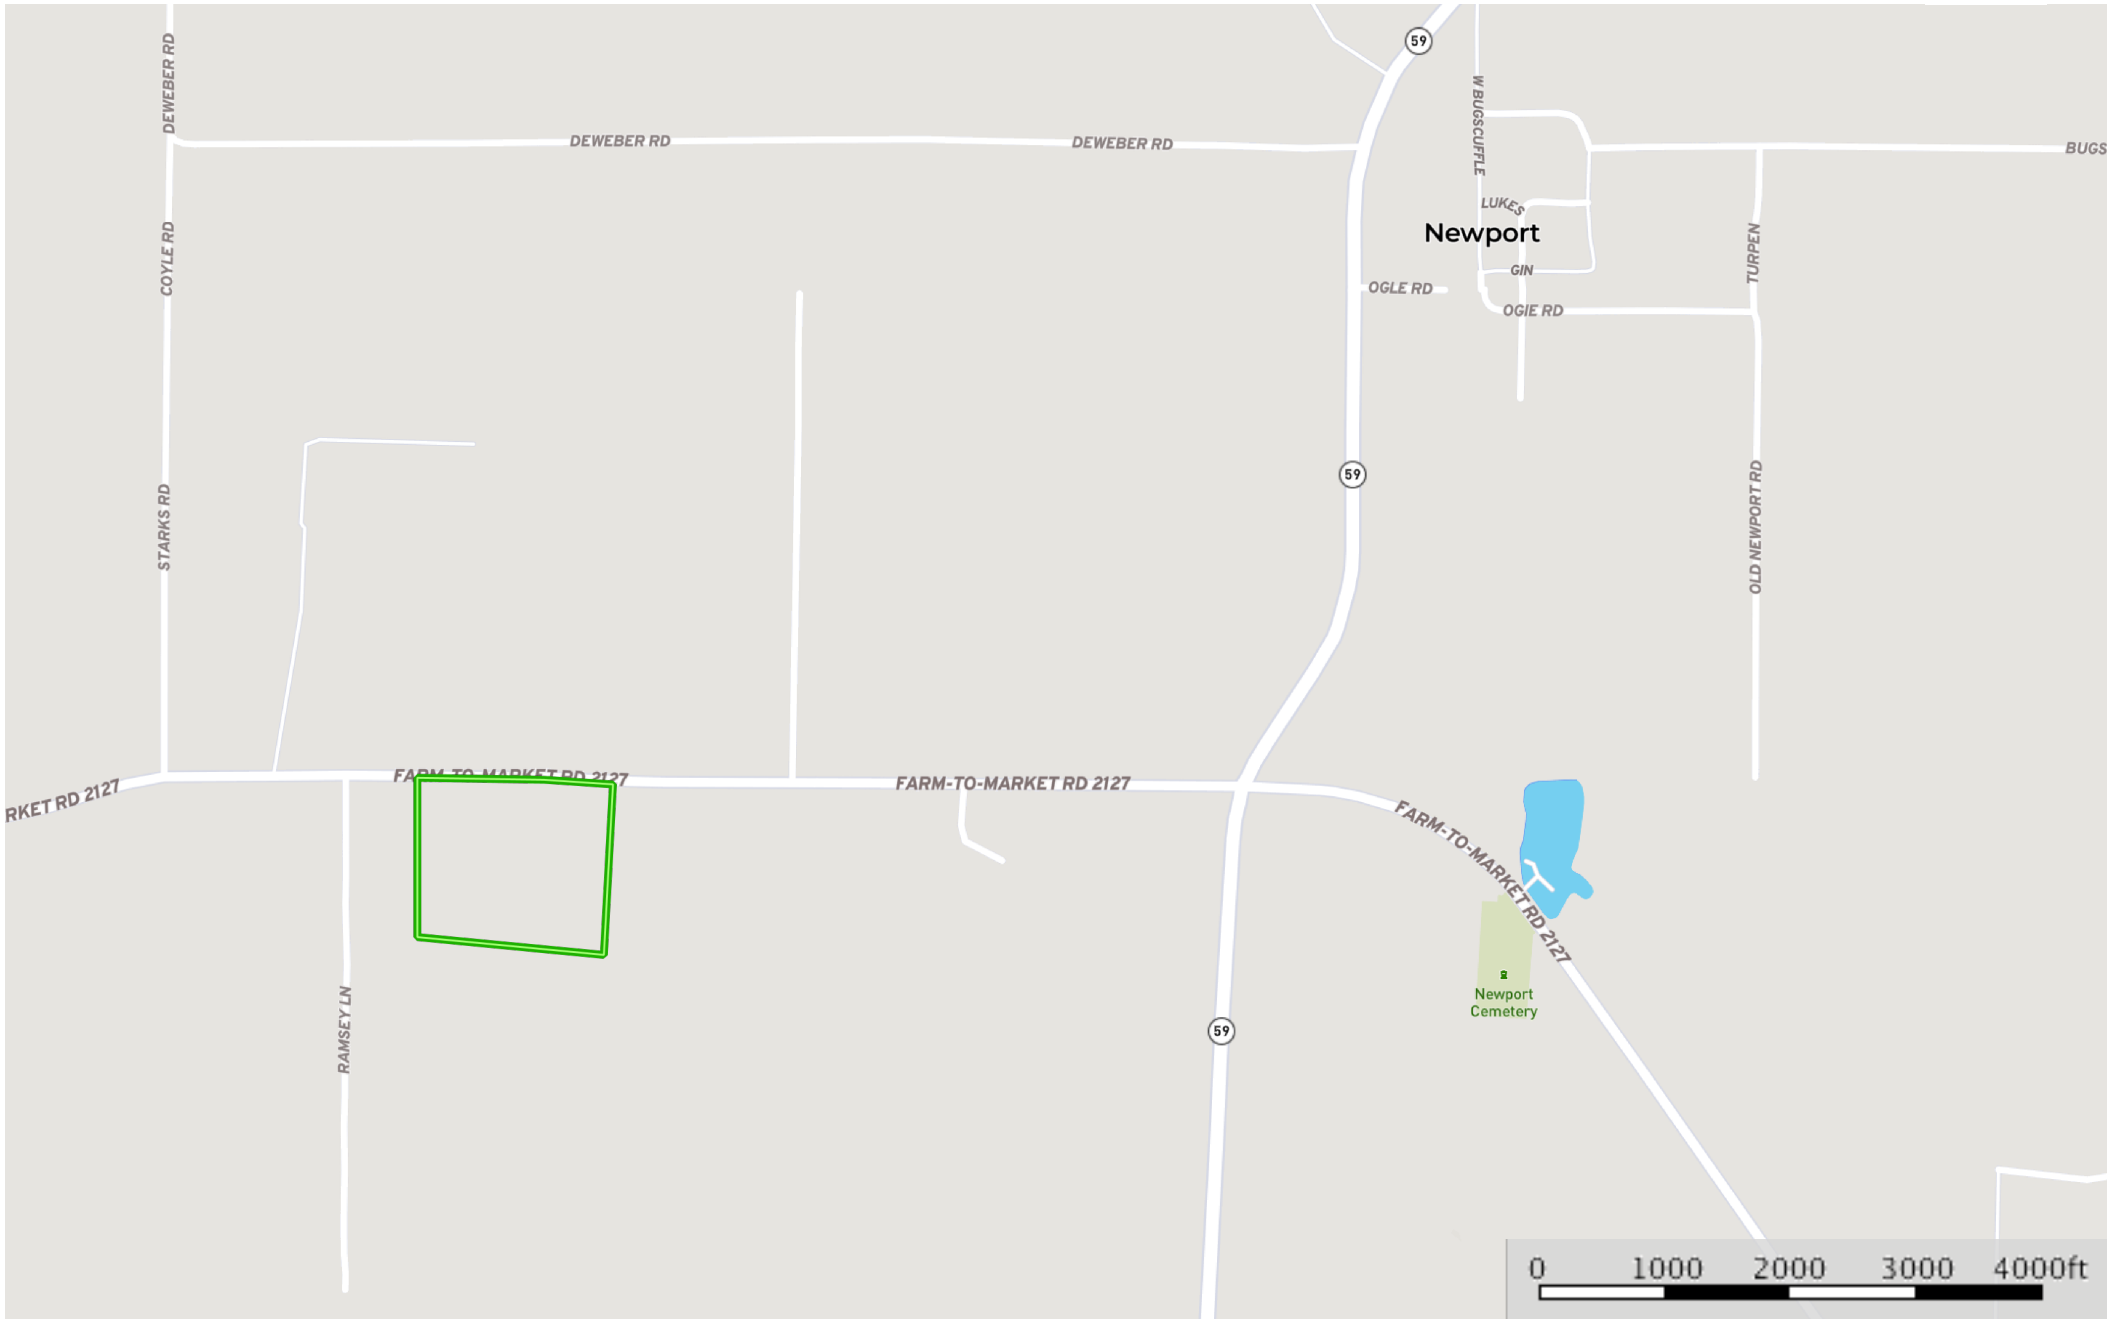 59
DEWEBER RD
DEWEBER RD
DEWEBER RD
W BUGSCUFFLE
BUGS
LUKES
COYLE RD
Newport
TURPEN
GIN
OGLE RD
OGIE RD
59
STARKS RD
OLD NEWPORT RD
RKET RD 2127
FARM-TO-MARKET RD 2127
FARM-TO-MARKET RD 2127
FARM-TO-MARKET RD 2127
Newport
Cemetery
RAMSEY LN
59
0 1000 2000 3000 4000ft